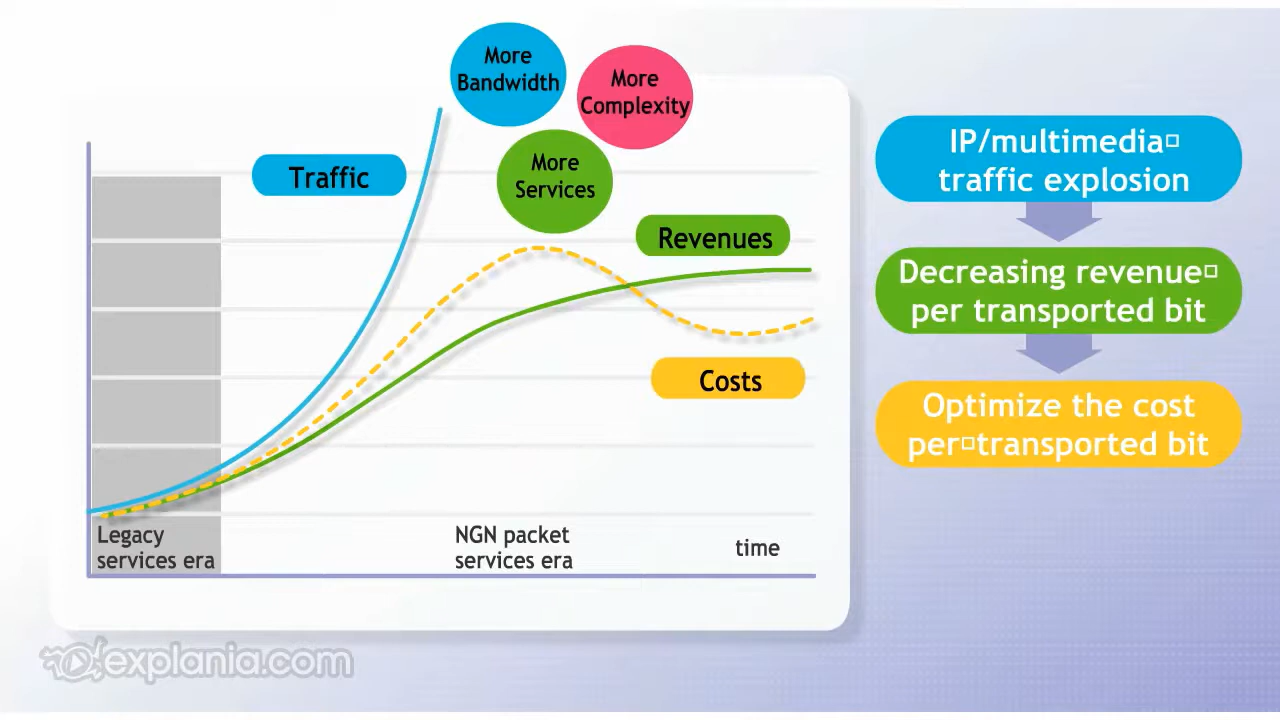 More
Bandwidth
More
Complexity
More
Services
Traffic
Revenues
Costs
Legacy
services era
NGN packet
services era
time
IP/multimedia□
traffic explosion
Decreasing revenue□
per transported bit
Optimize the cost
per□transported bit
explania.com